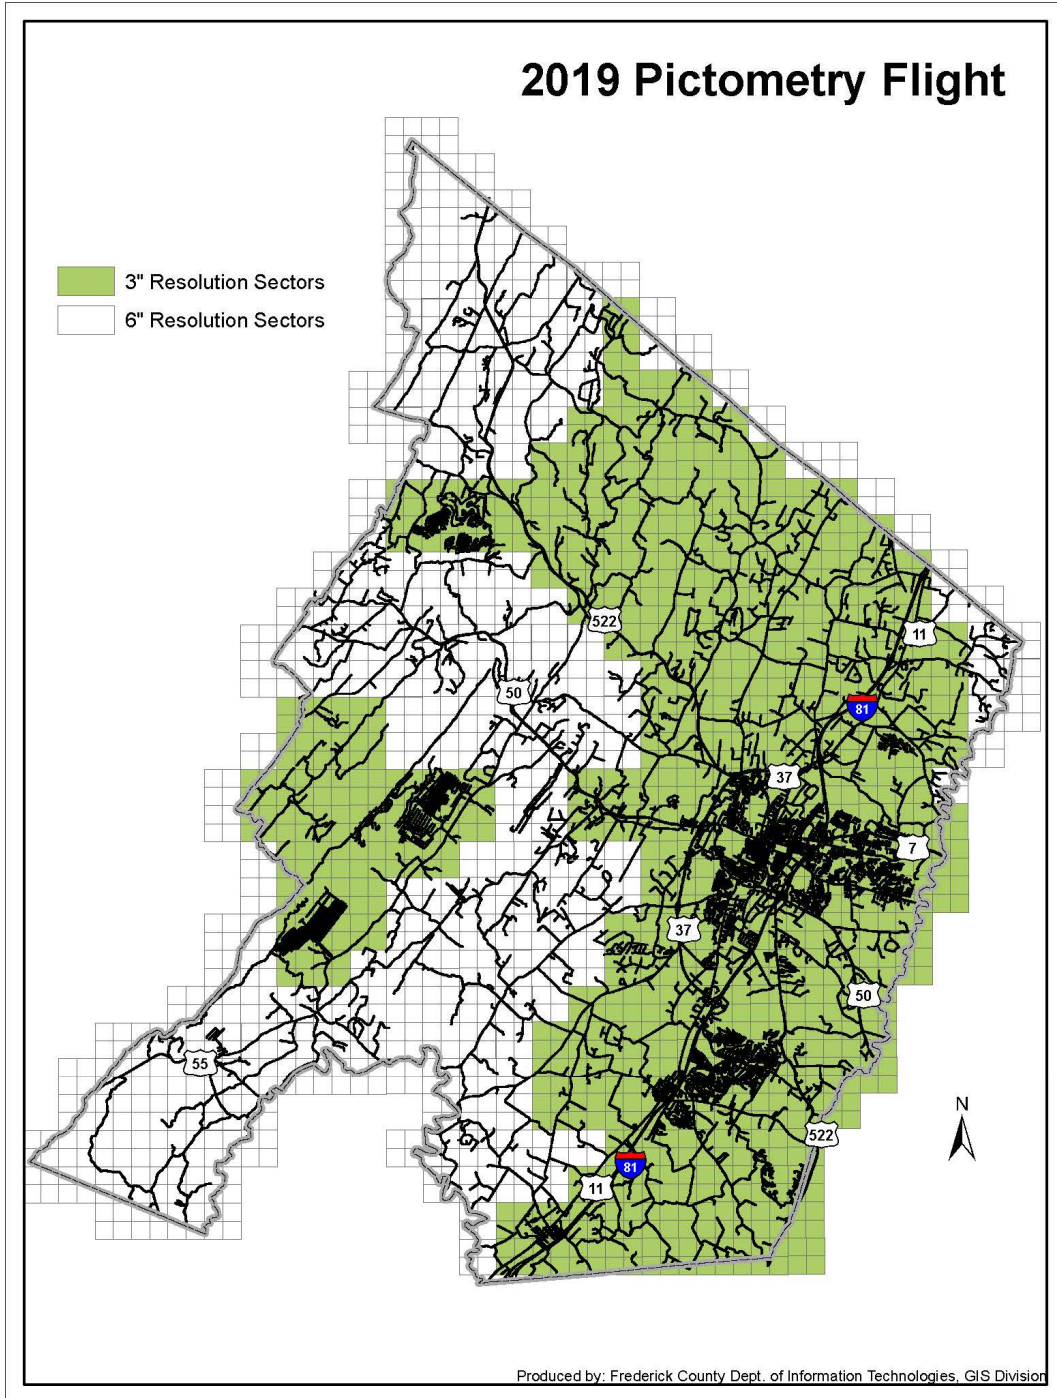 2019 Pictometry Flight
3" Resolution Sectors
6" Resolution Sectors
522
11
50
81
37
7
37
50
55
N
522
81
11
Produced by: Frederick County Dept. of Information Technologies, GIS Division